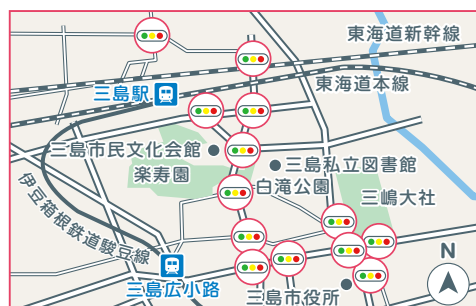 東海道新幹線
東海道本線
三島駅
三島市民文化会館
三島私立図書館
楽寿園
白滝公園
三嶋大社
伊豆箱根鉄道駿豆線
N
三島広小路
三島市役所